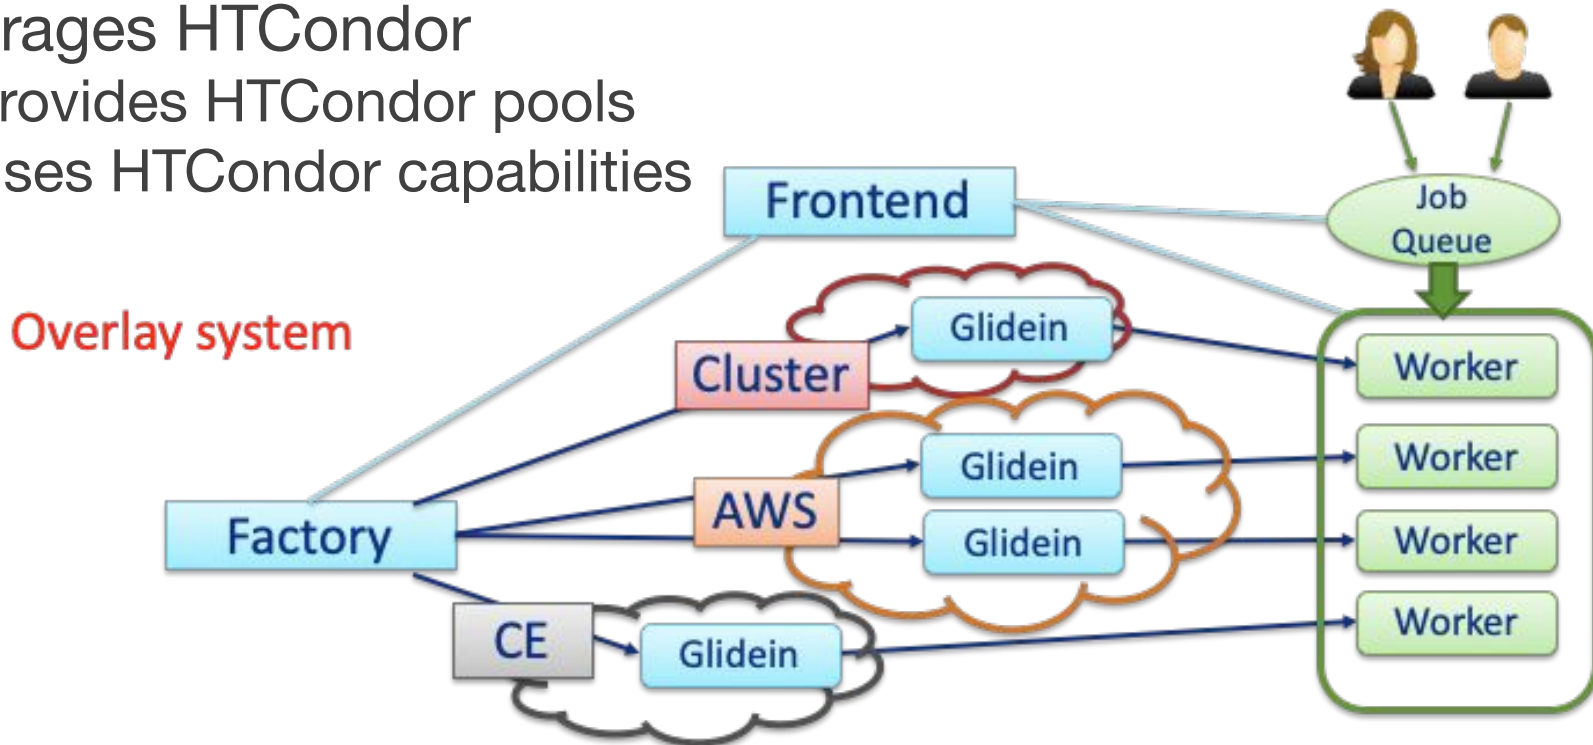 rages HTCondor
rovides HTCondor pools
ses HTCondor capabilities
Frontend
Job
Queue
Overlay system
Glidein
Cluster
Worker
Glidein
Worker
AWS
Factory
Glidein
Worker
CE
Glidein
Worker